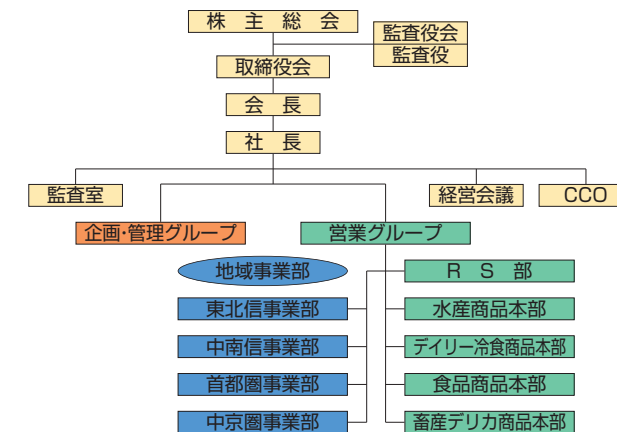 株主総会
監査役会
監査役
取締役会
会長
社長
監査室
経営会議
CCO
企画・管理グループ
営業グループ
地域事業部
RS部
東北信事業部
水産商品本部
中南信事業部
デイリー冷食商品本部
首都圏事業部
食品商品本部
中京圏事業部
畜産デリカ商品本部